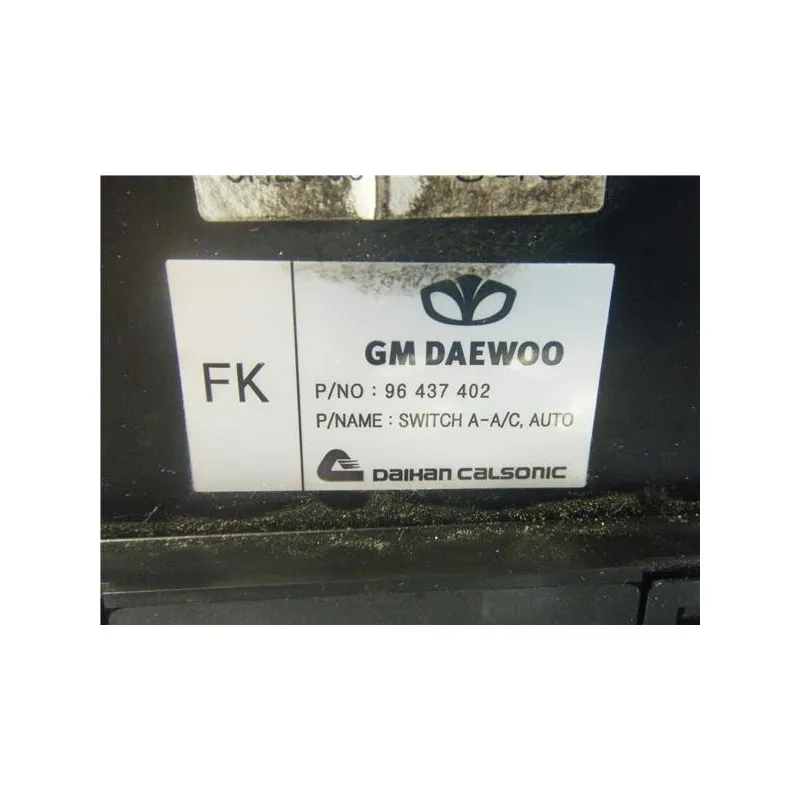 FK
GM DAEWOO
P/NO : 96 437 402
P/NAME : SWITCH A-A/C, AUTO
DAIHAN CALSONIC